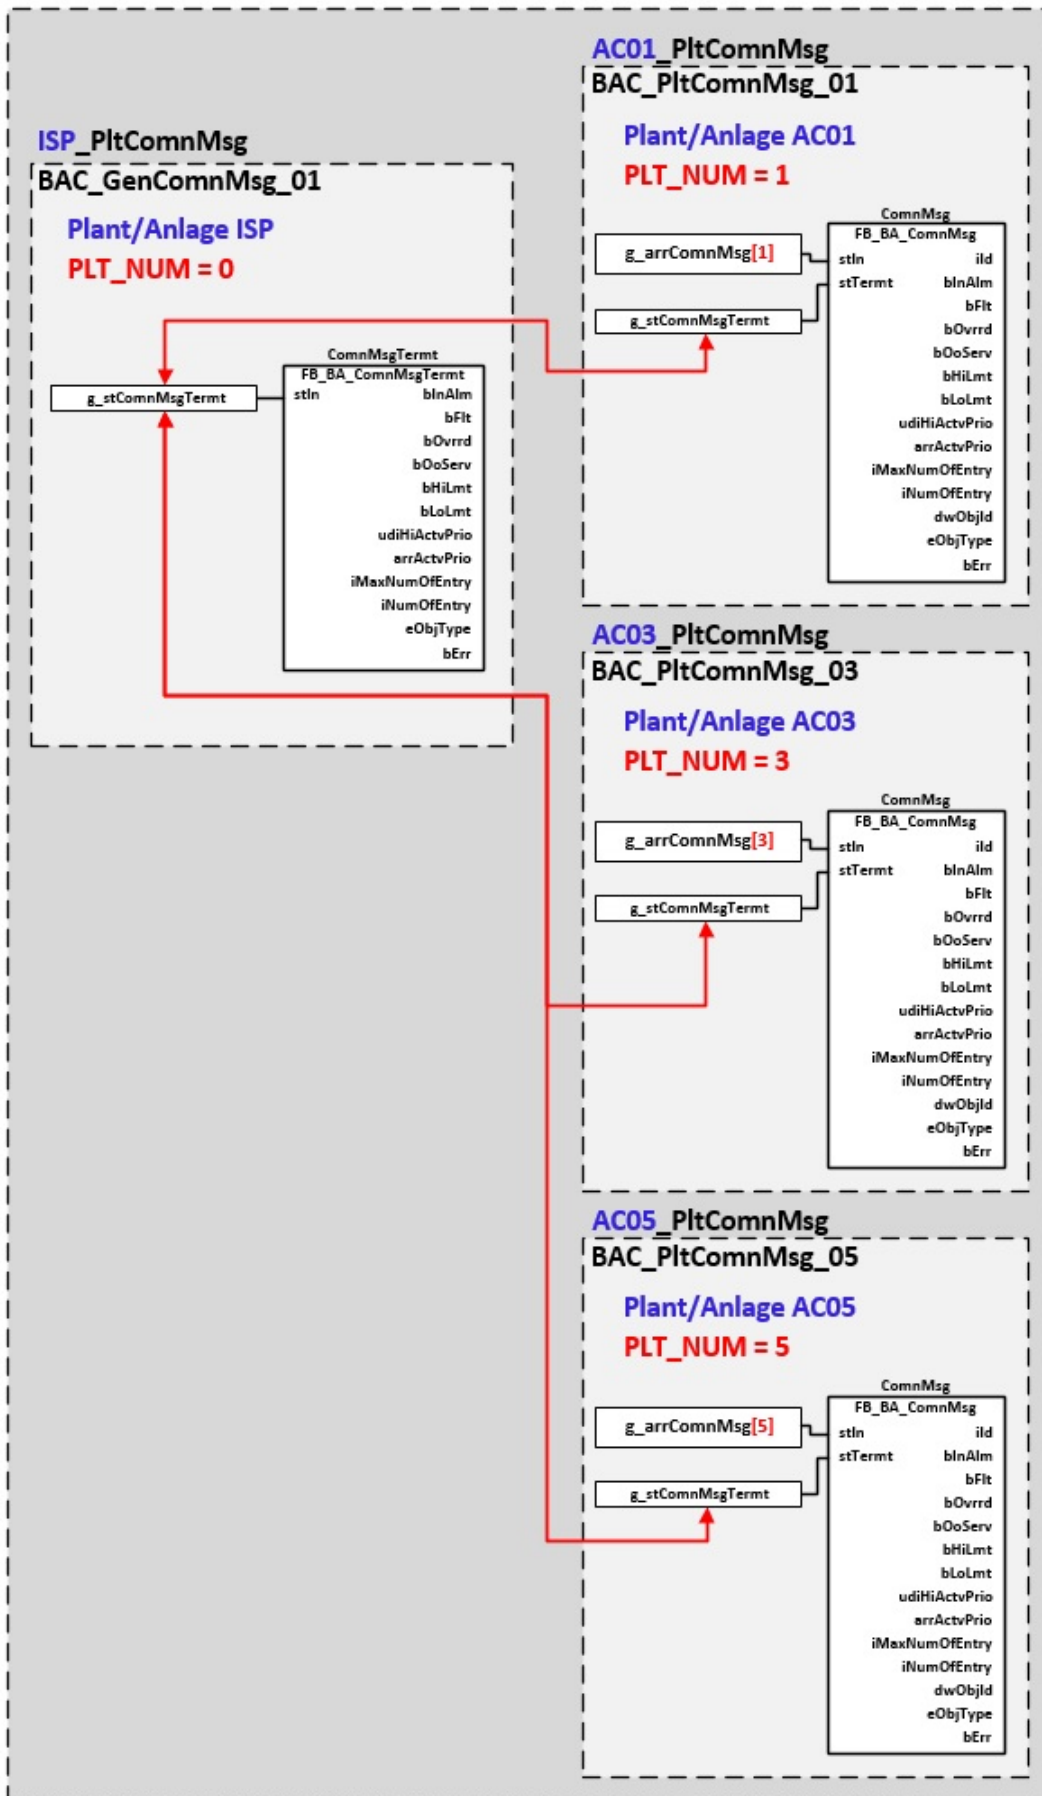 ISP_PltComnMsg
BAC_GenComnMsg_01
Plant/Anlage ISP
PLT_NUM = 0
ComnMsgTermt
FB_BA_ComnMsgTermt
g_stComnMsgTermt
stIn bInAlm
bFlt
bOvrrd
bOoServ
bHiLmt
bLoLmt
udiHiActvPrio
arrActvPrio
iMaxNumOfEntry
iNumOfEntry
eObjType
bErr
AC01_PltComnMsg
BAC_PltComnMsg_01
Plant/Anlage AC01
PLT_NUM = 1
ComnMsg
FB_BA_ComnMsg
g_arrComnMsg[1]
stIn iId
g_stComnMsgTermt
stTermt bInAlm
bFlt
bOvrrd
bOoServ
bHiLmt
bLoLmt
udiHiActvPrio
arrActvPrio
iMaxNumOfEntry
iNumOfEntry
dwObjId
eObjType
bErr
AC03_PltComnMsg
BAC_PltComnMsg_03
Plant/Anlage AC03
PLT_NUM = 3
ComnMsg
FB_BA_ComnMsg
g_arrComnMsg[3]
stIn iId
g_stComnMsgTermt
stTermt bInAlm
bFlt
bOvrrd
bOoServ
bHiLmt
bLoLmt
udiHiActvPrio
arrActvPrio
iMaxNumOfEntry
iNumOfEntry
dwObjId
eObjType
bErr
AC05_PltComnMsg
BAC_PltComnMsg_05
Plant/Anlage AC05
PLT_NUM = 5
ComnMsg
FB_BA_ComnMsg
g_arrComnMsg[5]
stIn iId
g_stComnMsgTermt
stTermt bInAlm
bFlt
bOvrrd
bOoServ
bHiLmt
bLoLmt
udiHiActvPrio
arrActvPrio
iMaxNumOfEntry
iNumOfEntry
dwObjId
eObjType
bErr